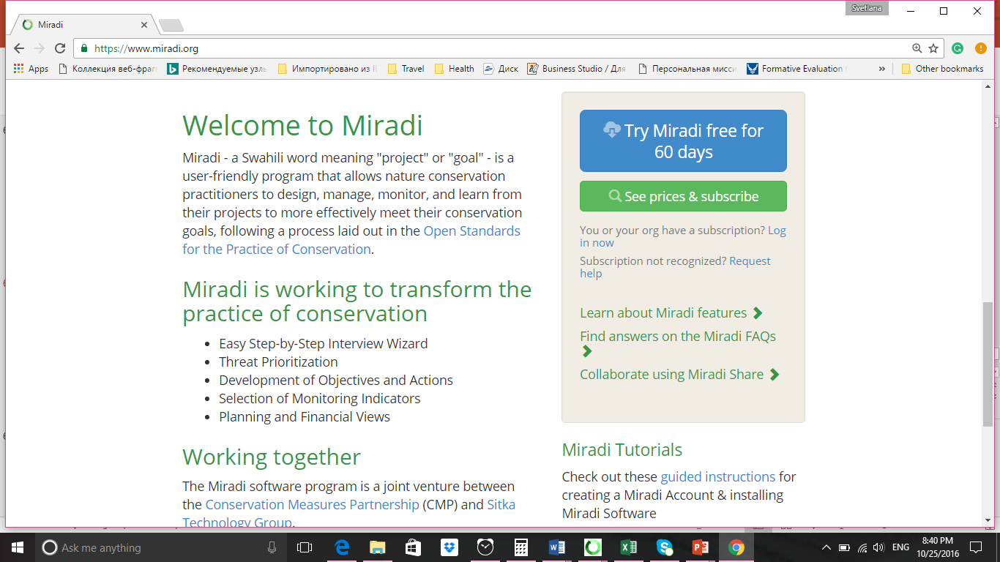 Svetlana
Miradi
https://www.miradi.org
Apps
Коллекция веб-фраг
Рекомендуемые узль
Импортировано из II
Travel
Health
Диск
Business Studio / Для
Персональная мисси
Formative Evaluation
»
Other bookmarks
Welcome to Miradi
Miradi - a Swahili word meaning "project" or "goal" - is a
user-friendly program that allows nature conservation
practitioners to design, manage, monitor, and learn from
their projects to more effectively meet their conservation
goals, following a process laid out in the Open Standards
for the Practice of Conservation.
Miradi is working to transform the
practice of conservation
• Easy Step-by-Step Interview Wizard
• Threat Prioritization
• Development of Objectives and Actions
• Selection of Monitoring Indicators
• Planning and Financial Views
Working together
The Miradi software program is a joint venture between
the Conservation Measures Partnership (CMP) and Sitka
Technology Group.
Try Miradi free for
60 days
See prices & subscribe
You or your org have a subscription? Log
in now
Subscription not recognized? Request
help
Learn about Miradi features
Find answers on the Miradi FAQs
Collaborate using Miradi Share
Miradi Tutorials
Check out these guided instructions for
creating a Miradi Account & installing
Miradi Software
Ask me anything
ENG
8:40 PM
10/25/2016